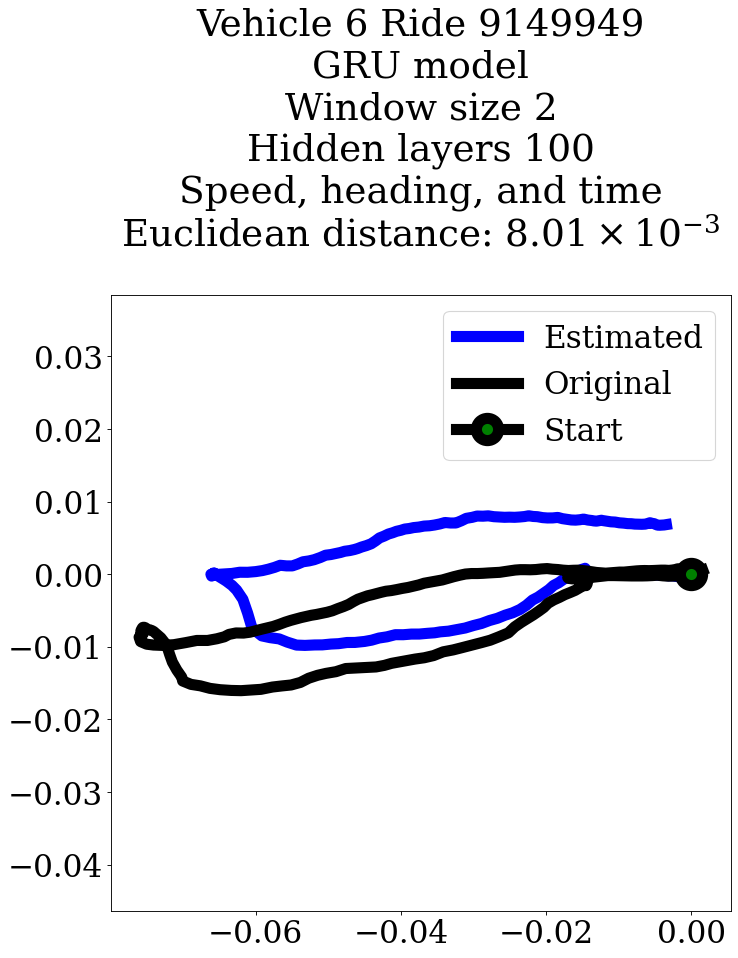 Vehicle 6 Ride 9149949
GRU model
Window size 2
Hidden layers 100
Speed, heading, and time
Euclidean distance: 8.01 × 10⁻³
Estimated
Original
Start
0.03
0.02
0.01
0.00
−0.01
−0.02
−0.03
−0.04
−0.06 −0.04 −0.02 0.00